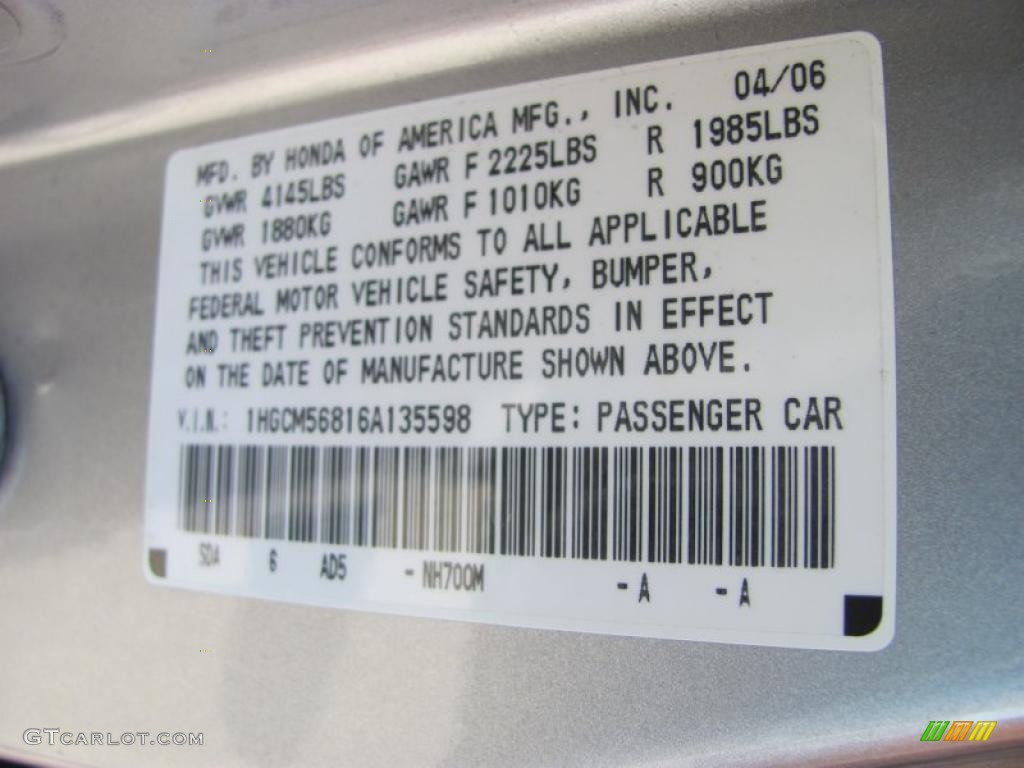 MFD. BY HONDA OF AMERICA MFG., INC. 04/06
GVWR 4145LBS GAWR F 2225LBS R 1985LBS
GVWR 1880KG GAWR F 1010KG R 900KG
THIS VEHICLE CONFORMS TO ALL APPLICABLE
FEDERAL MOTOR VEHICLE SAFETY, BUMPER,
AND THEFT PREVENTION STANDARDS IN EFFECT
ON THE DATE OF MANUFACTURE SHOWN ABOVE.
V.I.N.: 1HGCM56816A135598 TYPE: PASSENGER CAR
SDA 6 AD5 - NH700M - A - A
GTCARLOT.COM